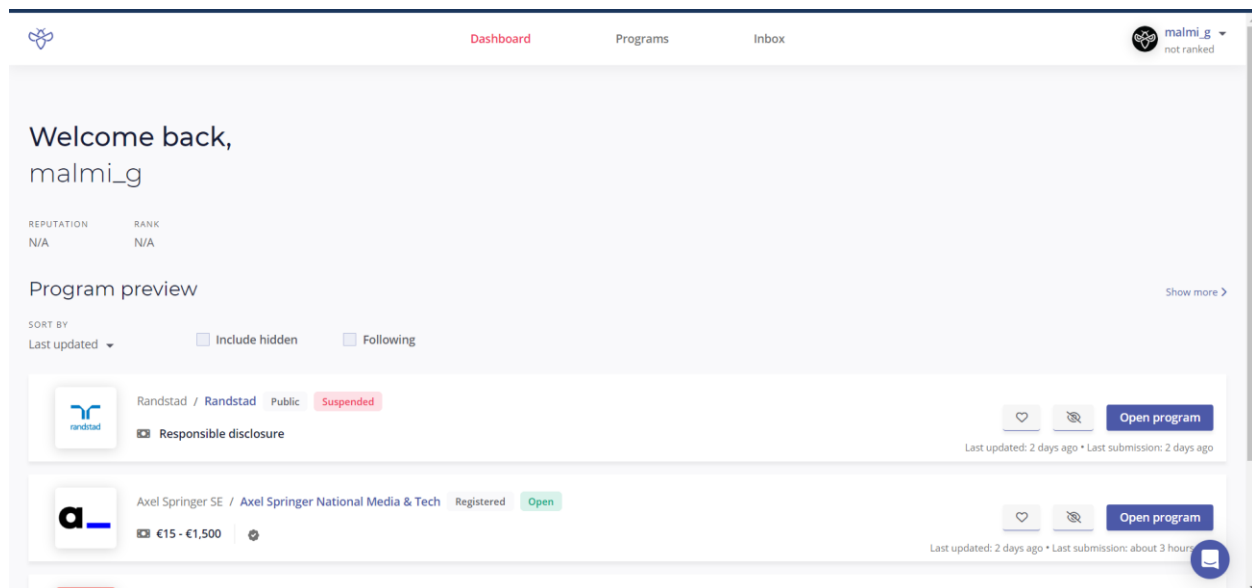 Dashboard Programs Inbox
malmi_g
not ranked
Welcome back,
malmi_g
REPUTATION RANK
N/A N/A
Program preview
Show more
SORT BY
Last updated Include hidden Following
Randstad / Randstad Public Suspended
randstad
Responsible disclosure
Open program
Last updated: 2 days ago • Last submission: 2 days ago
Axel Springer SE / Axel Springer National Media & Tech Registered Open
a_
€15 - €1,500
Open program
Last updated: 2 days ago • Last submission: about 3 hours